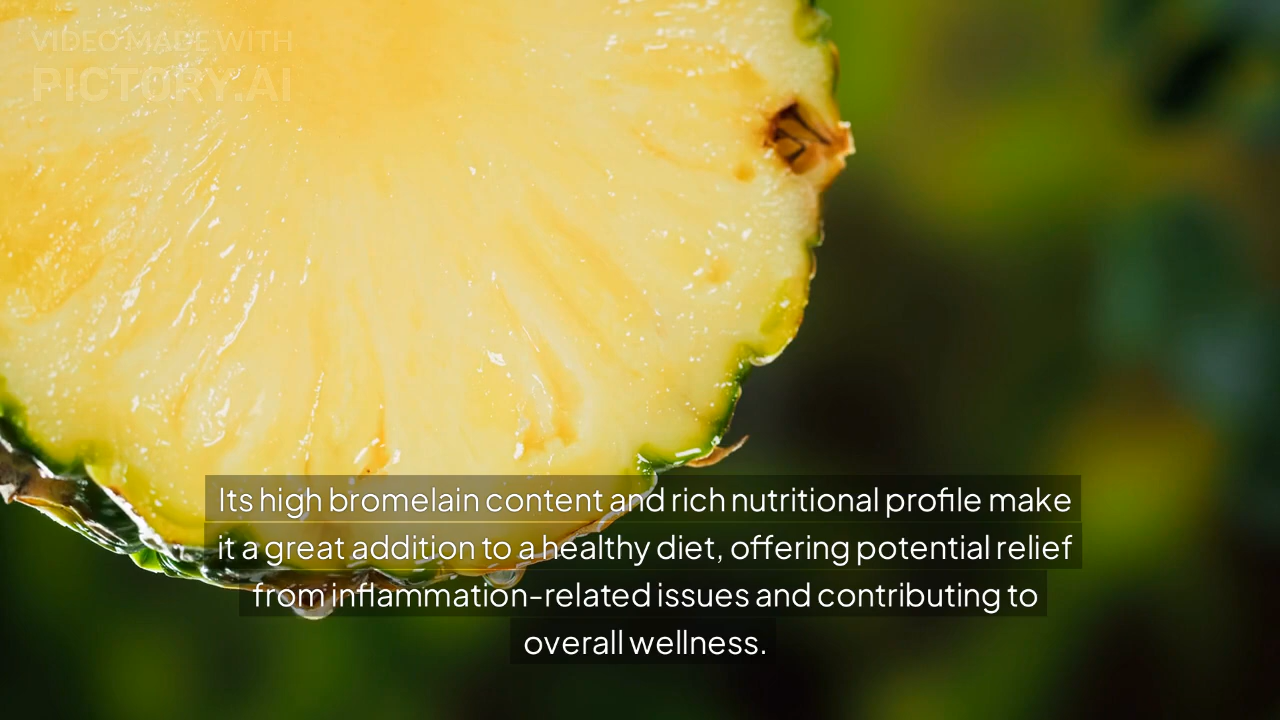 VIDEO MADE WITH
PICTORY.AI
Its high bromelain content and rich nutritional profile make
it a great addition to a healthy diet, offering potential relief
from inflammation-related issues and contributing to
overall wellness.